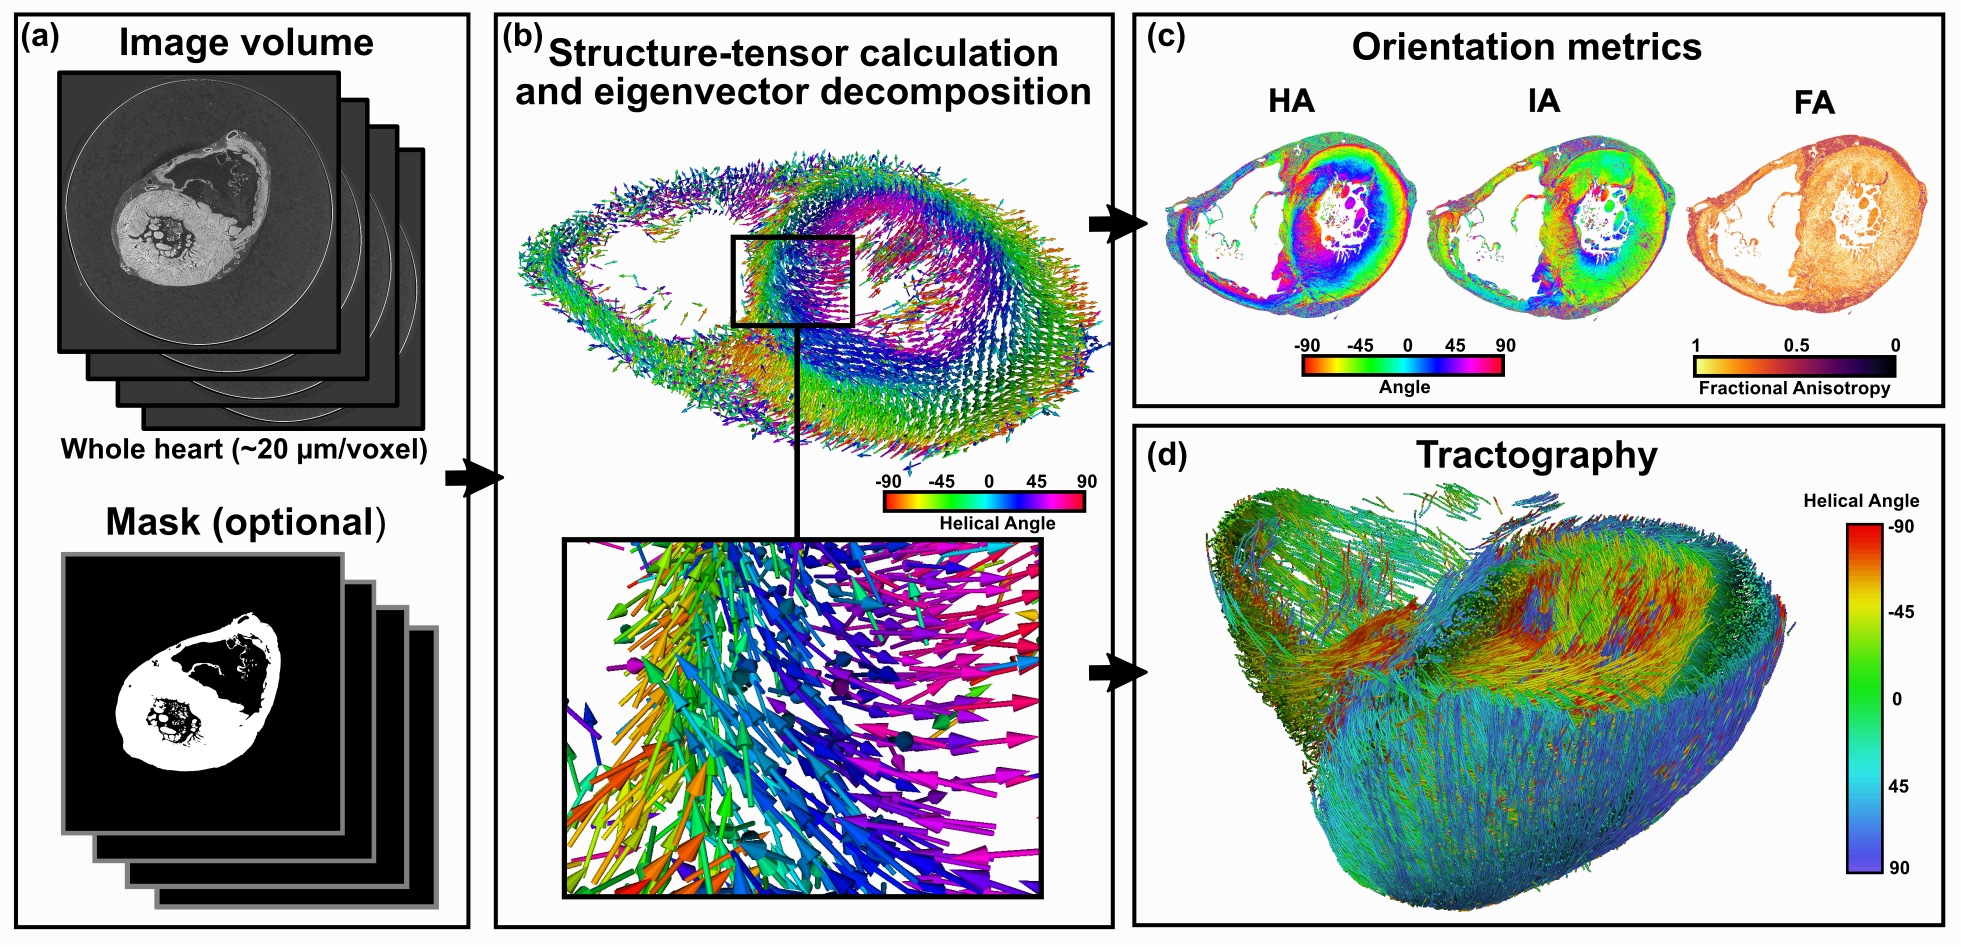 (a)
Image volume
Whole heart (~20 µm/voxel)
Mask (optional)
(b)
Structure-tensor calculation
and eigenvector decomposition
-90 -45 0 45 90
Helical Angle
(c)
Orientation metrics
HA IA FA
-90 -45 0 45 90
Angle
1 0.5 0
Fractional Anisotropy
(d)
Tractography
Helical Angle
-90
-45
0
45
90